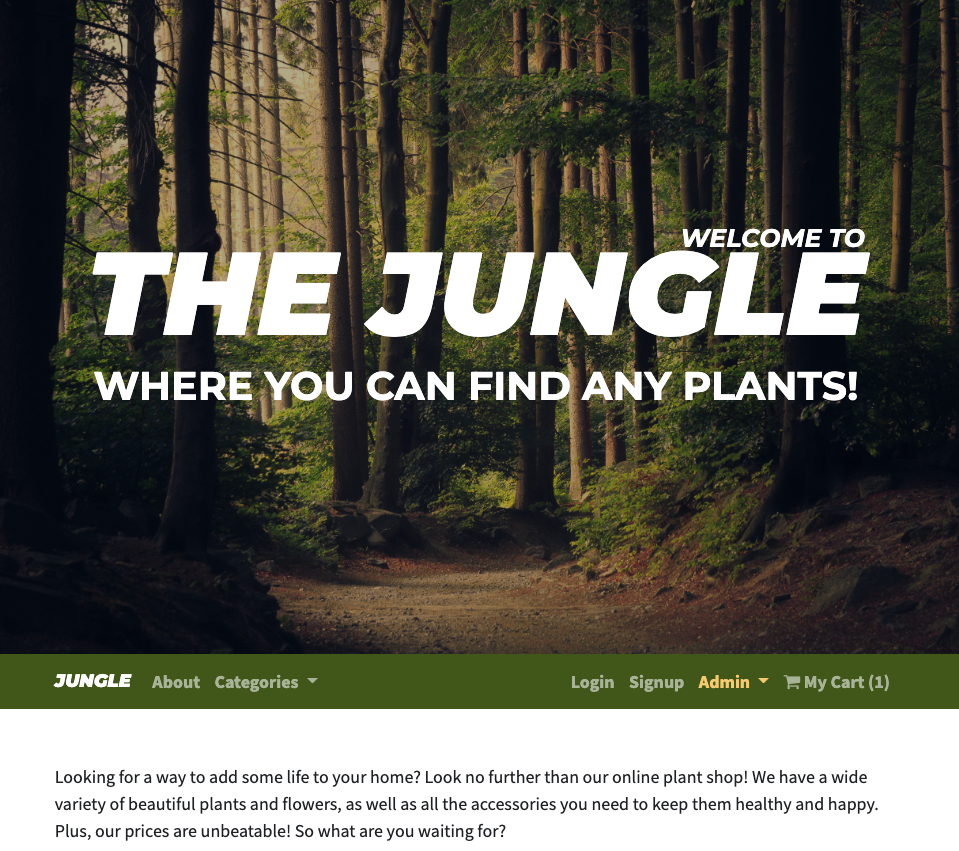 WELCOME TO
THE JUNGLE
WHERE YOU CAN FIND ANY PLANTS!
JUNGLE About Categories Login Signup Admin My Cart (1)
Looking for a way to add some life to your home? Look no further than our online plant shop! We have a wide
variety of beautiful plants and flowers, as well as all the accessories you need to keep them healthy and happy.
Plus, our prices are unbeatable! So what are you waiting for?